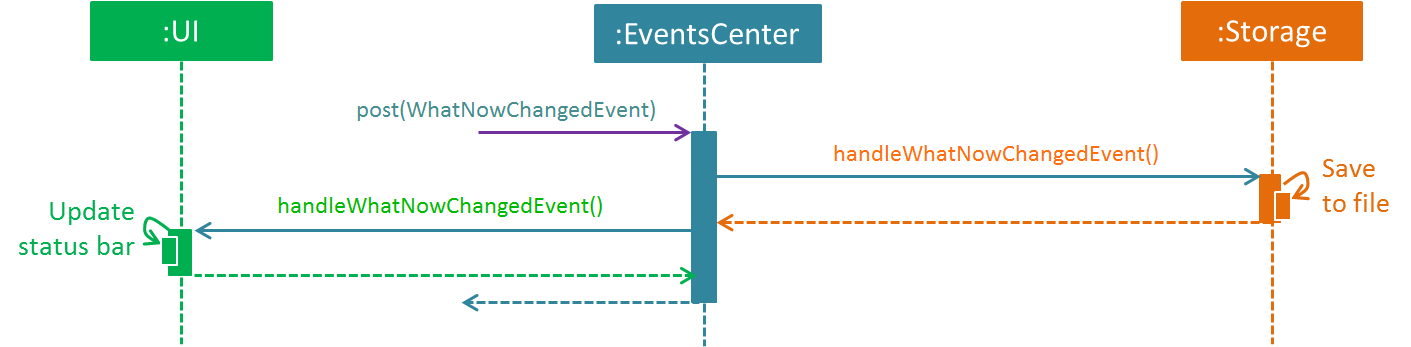 :UI
:EventsCenter
:Storage
post(WhatNowChangedEvent)
handleWhatNowChangedEvent()
Save
to file
handleWhatNowChangedEvent()
Update
status bar